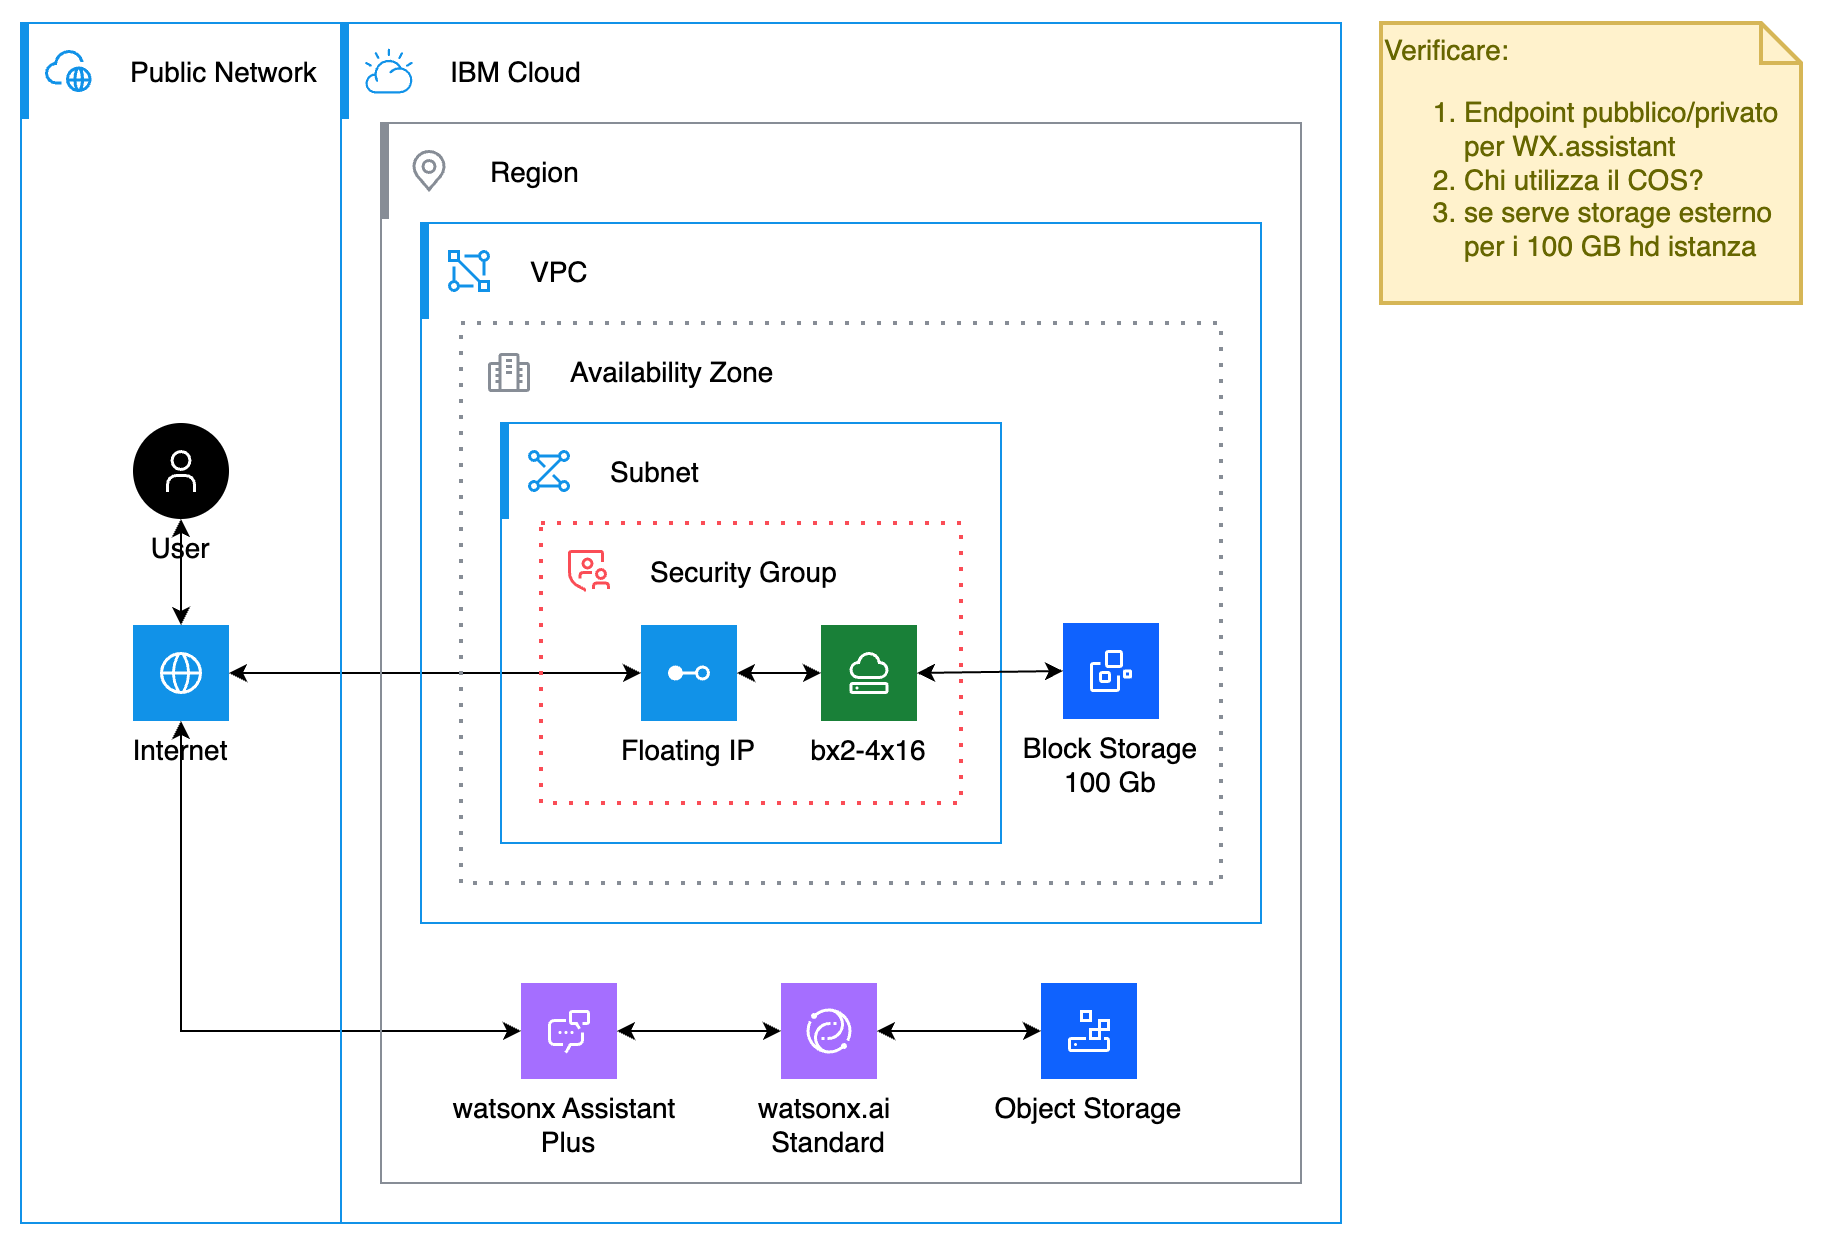 Public Network
IBM Cloud
Region
VPC
Availability Zone
Subnet
Security Group
User
Internet
Floating IP
bx2-4x16
Block Storage
100 Gb
watsonx Assistant
Plus
watsonx.ai
Standard
Object Storage
Verificare:
1. Endpoint pubblico/privato
per WX.assistant
2. Chi utilizza il COS?
3. se serve storage esterno
per i 100 GB hd istanza